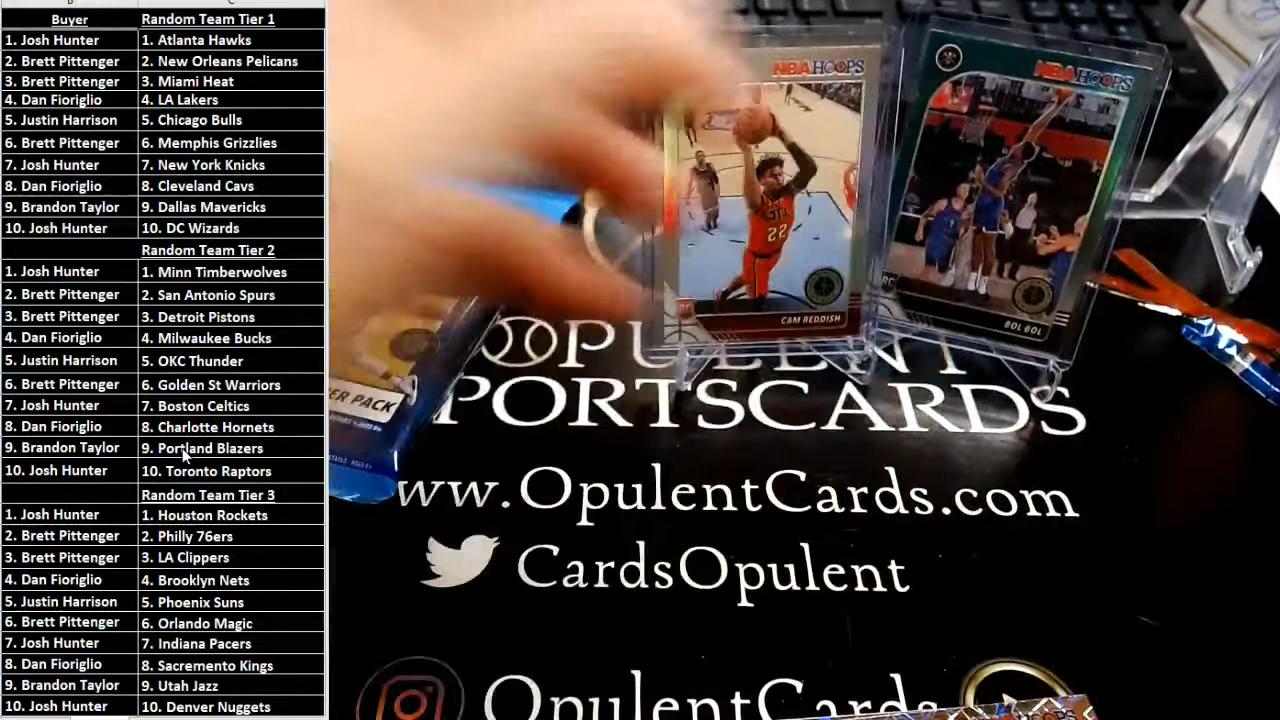 Buyer Random Team Tier 1
1. Josh Hunter 1. Atlanta Hawks
2. Brett Pittenger 2. New Orleans Pelicans
3. Brett Pittenger 3. Miami Heat
4. Dan Fioriglio 4. LA Lakers
5. Justin Harrison 5. Chicago Bulls
6. Brett Pittenger 6. Memphis Grizzlies
7. Josh Hunter 7. New York Knicks
8. Dan Fioriglio 8. Cleveland Cavs
9. Brandon Taylor 9. Dallas Mavericks
10. Josh Hunter 10. DC Wizards
Random Team Tier 2
1. Josh Hunter 1. Minn Timberwolves
2. Brett Pittenger 2. San Antonio Spurs
3. Brett Pittenger 3. Detroit Pistons
4. Dan Fioriglio 4. Milwaukee Bucks
5. Justin Harrison 5. OKC Thunder
6. Brett Pittenger 6. Golden St Warriors
7. Josh Hunter 7. Boston Celtics
8. Dan Fioriglio 8. Charlotte Hornets
9. Brandon Taylor 9. Portland Blazers
10. Josh Hunter 10. Toronto Raptors
Random Team Tier 3
1. Josh Hunter 1. Houston Rockets
2. Brett Pittenger 2. Philly 76ers
3. Brett Pittenger 3. LA Clippers
4. Dan Fioriglio 4. Brooklyn Nets
5. Justin Harrison 5. Phoenix Suns
6. Brett Pittenger 6. Orlando Magic
7. Josh Hunter 7. Indiana Pacers
8. Dan Fioriglio 8. Sacremento Kings
9. Brandon Taylor 9. Utah Jazz
10. Josh Hunter 10. Denver Nuggets
NBA HOOPS
22
RC
CAM REDDISH
NBA HOOPS
RC
BOL BOL
ER PACK
OPULENT
PORTSCARDS
www.OpulentCards.com
CardsOpulent
OpulentCards
HOOPS